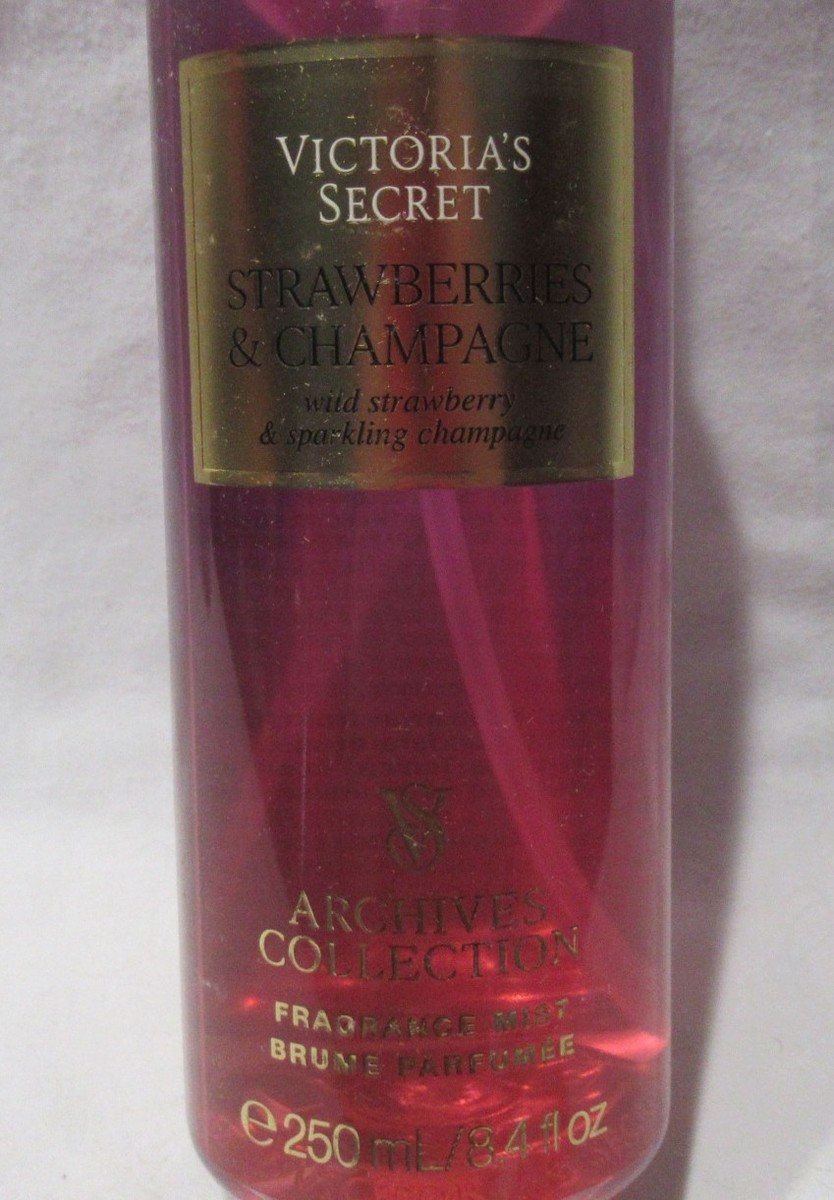 VICTORIA'S
SECRET
STRAWBERRIES
& CHAMPAGNE
wild strawberry
& sparkling champagne
VS
ARCHIVES
COLLECTION
FRAGRANCE MIST
BRUME PARFUMÉE
℮ 250 mL/8.4 fl oz